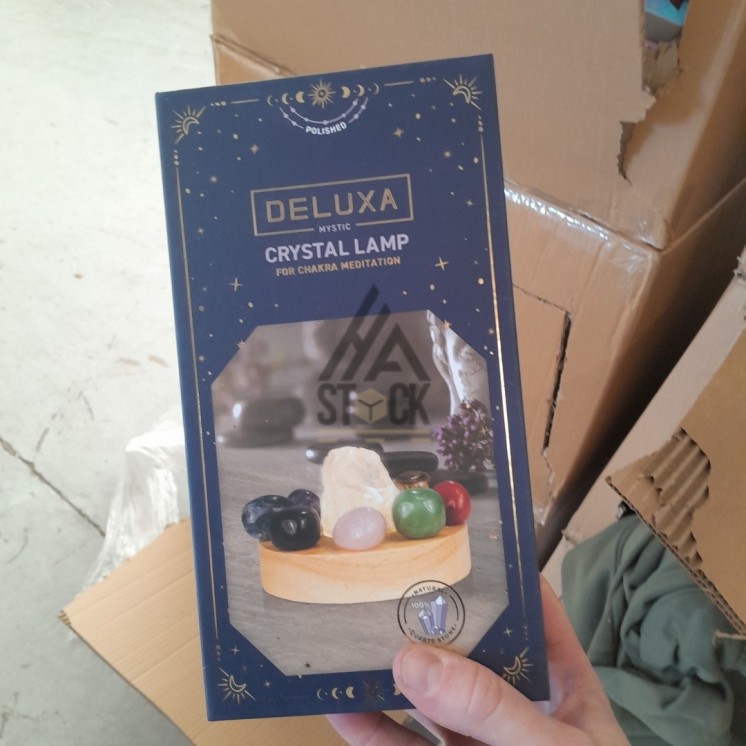 POLISHED
DELUXA
MYSTIC
CRYSTAL LAMP
FOR CHAKRA MEDITATION
HA
STOCK
NATURAL
100%
QUARTZ STONE